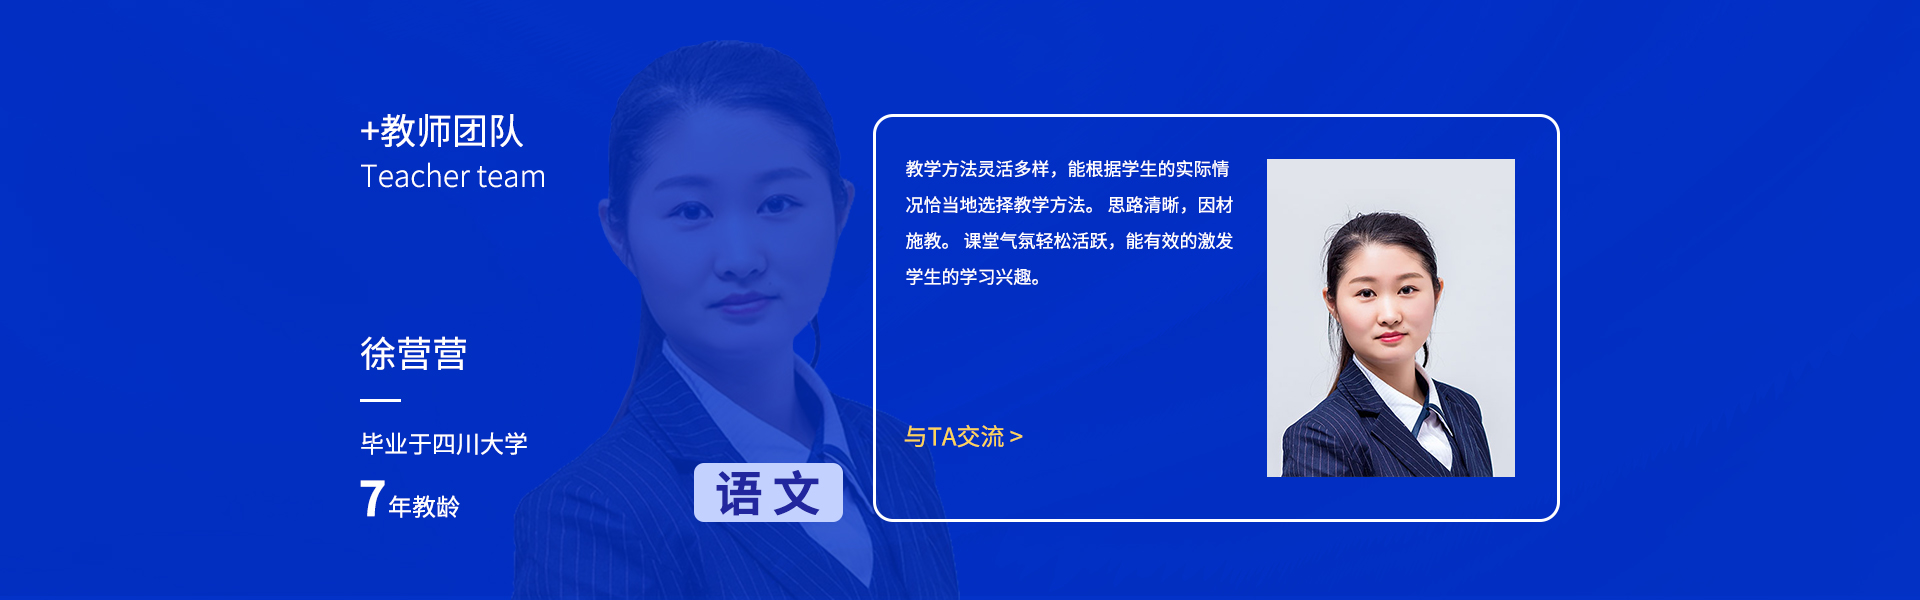 +教师团队
Teacher team
徐营营
毕业于四川大学
7年教龄
语文
教学方法灵活多样，能根据学生的实际情
况恰当地选择教学方法。 思路清晰，因材
施教。 课堂气氛轻松活跃，能有效的激发
学生的学习兴趣。
与TA交流 >